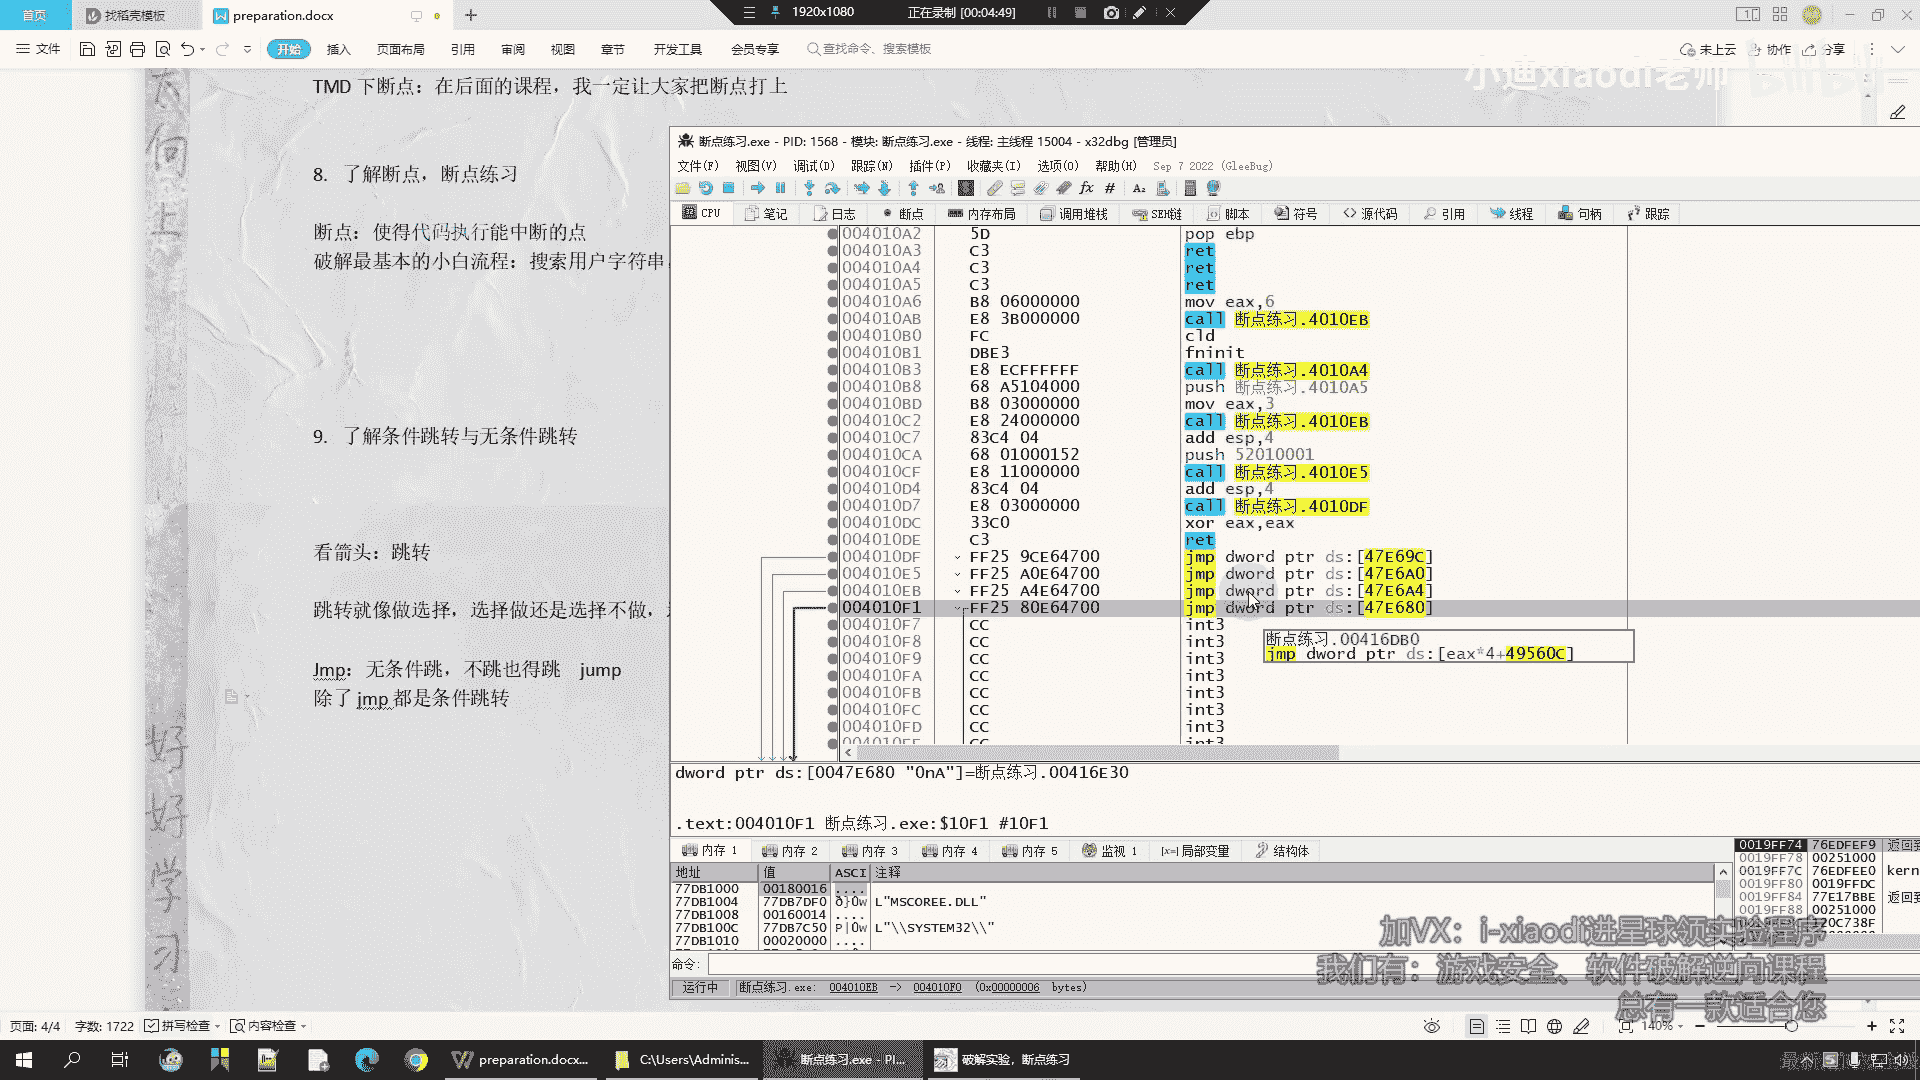 首页
找稻壳模板
preparation.docx
1920x1080
正在录制 [00:04:49]
文件
开始
插入
页面布局
引用
审阅
视图
章节
开发工具
会员专享
查找命令、搜索模板
未上云
协作
分享
小迪xiaodi老师
TMD 下断点：在后面的课程，我一定让大家把断点打上
8. 了解断点，断点练习
断点：使得代码执行能中断的点
破解最基本的小白流程：搜索用户字符串
9. 了解条件跳转与无条件跳转
看箭头：跳转
跳转就像做选择，选择做还是选择不做，
Jmp：无条件跳，不跳也得跳 jump
除了 jmp 都是条件跳转
向
上
好
好
学
习
断点练习.exe - PID: 1568 - 模块: 断点练习.exe - 线程: 主线程 15004 - x32dbg [管理员]
文件(F) 视图(V) 调试(D) 跟踪(N) 插件(P) 收藏夹(I) 选项(O) 帮助(H) Sep 7 2022 (GleeBug)
CPU 笔记 日志 断点 内存布局 调用堆栈 SEH链 脚本 符号 源代码 引用 线程 句柄 跟踪
004010A2 5D pop ebp
004010A3 C3 ret
004010A4 C3 ret
004010A5 C3 ret
004010A6 B8 06000000 mov eax,6
004010AB E8 3B000000 call 断点练习.4010EB
004010B0 FC cld
004010B1 DBE3 fninit
004010B3 E8 ECFFFFFF call 断点练习.4010A4
004010B8 68 A5104000 push 断点练习.4010A5
004010BD B8 03000000 mov eax,3
004010C2 E8 24000000 call 断点练习.4010EB
004010C7 83C4 04 add esp,4
004010CA 68 01000152 push 52010001
004010CF E8 11000000 call 断点练习.4010E5
004010D4 83C4 04 add esp,4
004010D7 E8 03000000 call 断点练习.4010DF
004010DC 33C0 xor eax,eax
004010DE C3 ret
004010DF FF25 9CE64700 jmp dword ptr ds:[47E69C]
004010E5 FF25 A0E64700 jmp dword ptr ds:[47E6A0]
004010EB FF25 A4E64700 jmp dword ptr ds:[47E6A4]
004010F1 FF25 80E64700 jmp dword ptr ds:[47E680]
004010F7 CC int3
004010F8 CC int3
004010F9 CC int3
004010FA CC int3
004010FB CC int3
004010FC CC int3
004010FD CC int3
断点练习.00416DB0
jmp dword ptr ds:[eax*4+49560C]
dword ptr ds:[0047E680 "0nA"]=断点练习.00416E30
.text:004010F1 断点练习.exe:$10F1 #10F1
内存 1 内存 2 内存 3 内存 4 内存 5 监视 1 [x=] 局部变量 结构体
地址 值 ASCI 注释
77DB1000 00180016 ....
77DB1004 77DB7DF0 ð}Ûw L"MSCOREE.DLL"
77DB1008 00160014 ....
77DB100C 77DB7C50 P|Ûw L"\\SYSTEM32\\"
77DB1010 00020000 ....
0019FF74 76EDFEF9 返回到
0019FF78 00251000
0019FF7C 76EDFEE0 kern
0019FF80 0019FFDC
0019FF84 77E17BBE 返回到
0019FF88 00251000
120C738F
命令:
运行中 断点练习.exe: 004010EB -> 004010F0 (0x00000006 bytes)
加VX：i-xiaodi进星球领实验程序
我们有：游戏安全、软件破解逆向课程
总有一款适合您
页面: 4/4 字数: 1722 拼写检查 内容检查 140%
preparation.docx... C:\Users\Adminis... 断点练习.exe - PI... 破解实验，断点练习